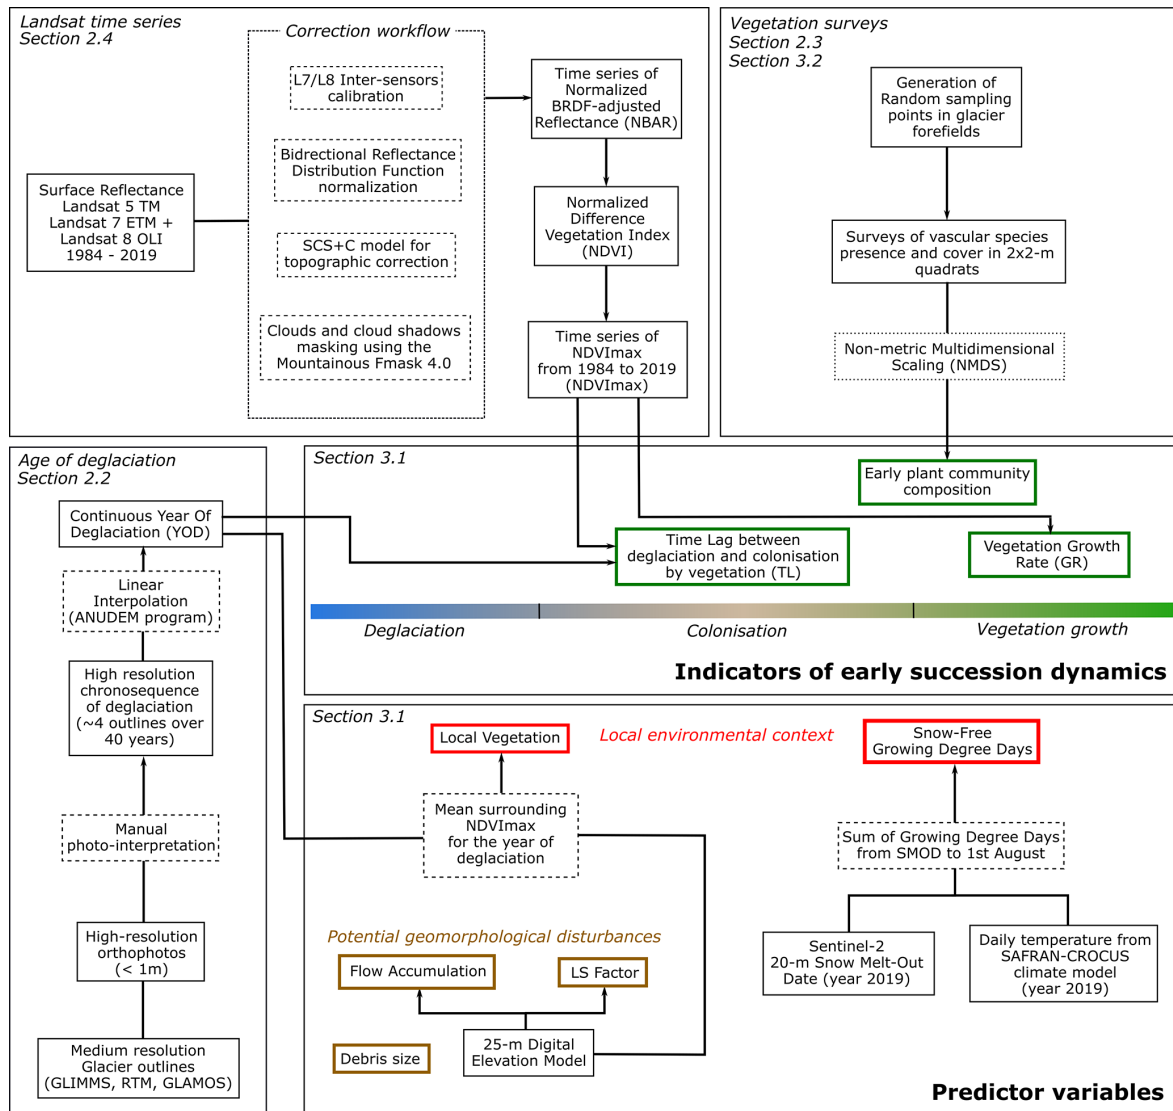 Landsat time series
Section 2.4
Correction workflow
L7/L8 Inter-sensors
calibration
Bidrectional Reflectance
Distribution Function
normalization
SCS+C model for
topographic correction
Clouds and cloud shadows
masking using the
Mountainous Fmask 4.0
Surface Reflectance
Landsat 5 TM
Landsat 7 ETM +
Landsat 8 OLI
1984 - 2019
Time series of
Normalized
BRDF-adjusted
Reflectance (NBAR)
Normalized
Difference
Vegetation Index
(NDVI)
Time series of
NDVImax
from 1984 to 2019
(NDVImax)
Vegetation surveys
Section 2.3
Section 3.2
Generation of
Random sampling
points in glacier
forefields
Surveys of vascular species
presence and cover in 2x2-m
quadrats
Non-metric Multidimensional
Scaling (NMDS)
Age of deglaciation
Section 2.2
Continuous Year Of
Deglaciation (YOD)
Linear
Interpolation
(ANUDEM program)
High resolution
chronosequence
of deglaciation
(~4 outlines over
40 years)
Manual
photo-interpretation
High-resolution
orthophotos
(< 1m)
Medium resolution
Glacier outlines
(GLIMMS, RTM, GLAMOS)
Section 3.1
Early plant community
composition
Time Lag between
deglaciation and colonisation
by vegetation (TL)
Vegetation Growth
Rate (GR)
Deglaciation
Colonisation
Vegetation growth
Indicators of early succession dynamics
Section 3.1
Local Vegetation
Local environmental context
Snow-Free
Growing Degree Days
Mean surrounding
NDVImax
for the year of
deglaciation
Sum of Growing Degree Days
from SMOD to 1st August
Potential geomorphological disturbances
Flow Accumulation
LS Factor
Debris size
25-m Digital
Elevation Model
Sentinel-2
20-m Snow Melt-Out
Date (year 2019)
Daily temperature from
SAFRAN-CROCUS
climate model
(year 2019)
Predictor variables